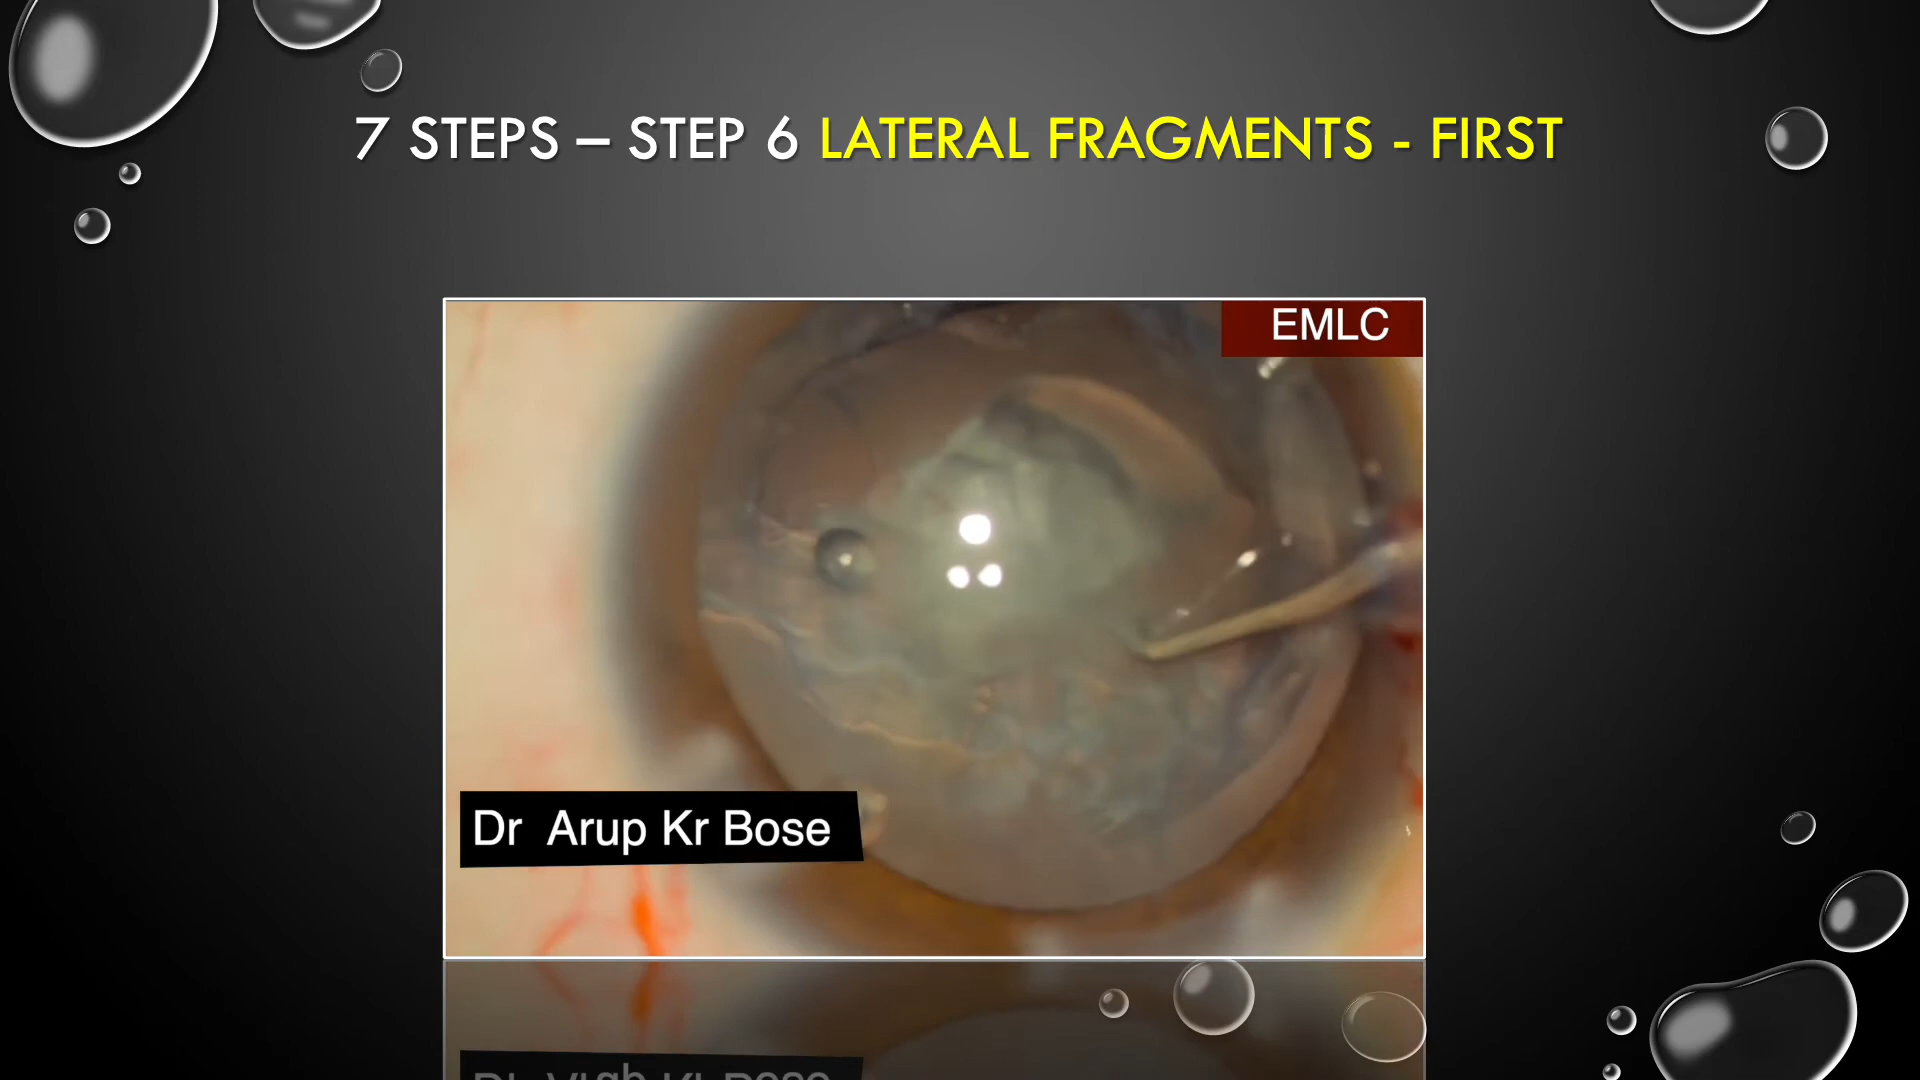 7 STEPS – STEP 6 LATERAL FRAGMENTS - FIRST
EMLC
Dr Arup Kr Bose